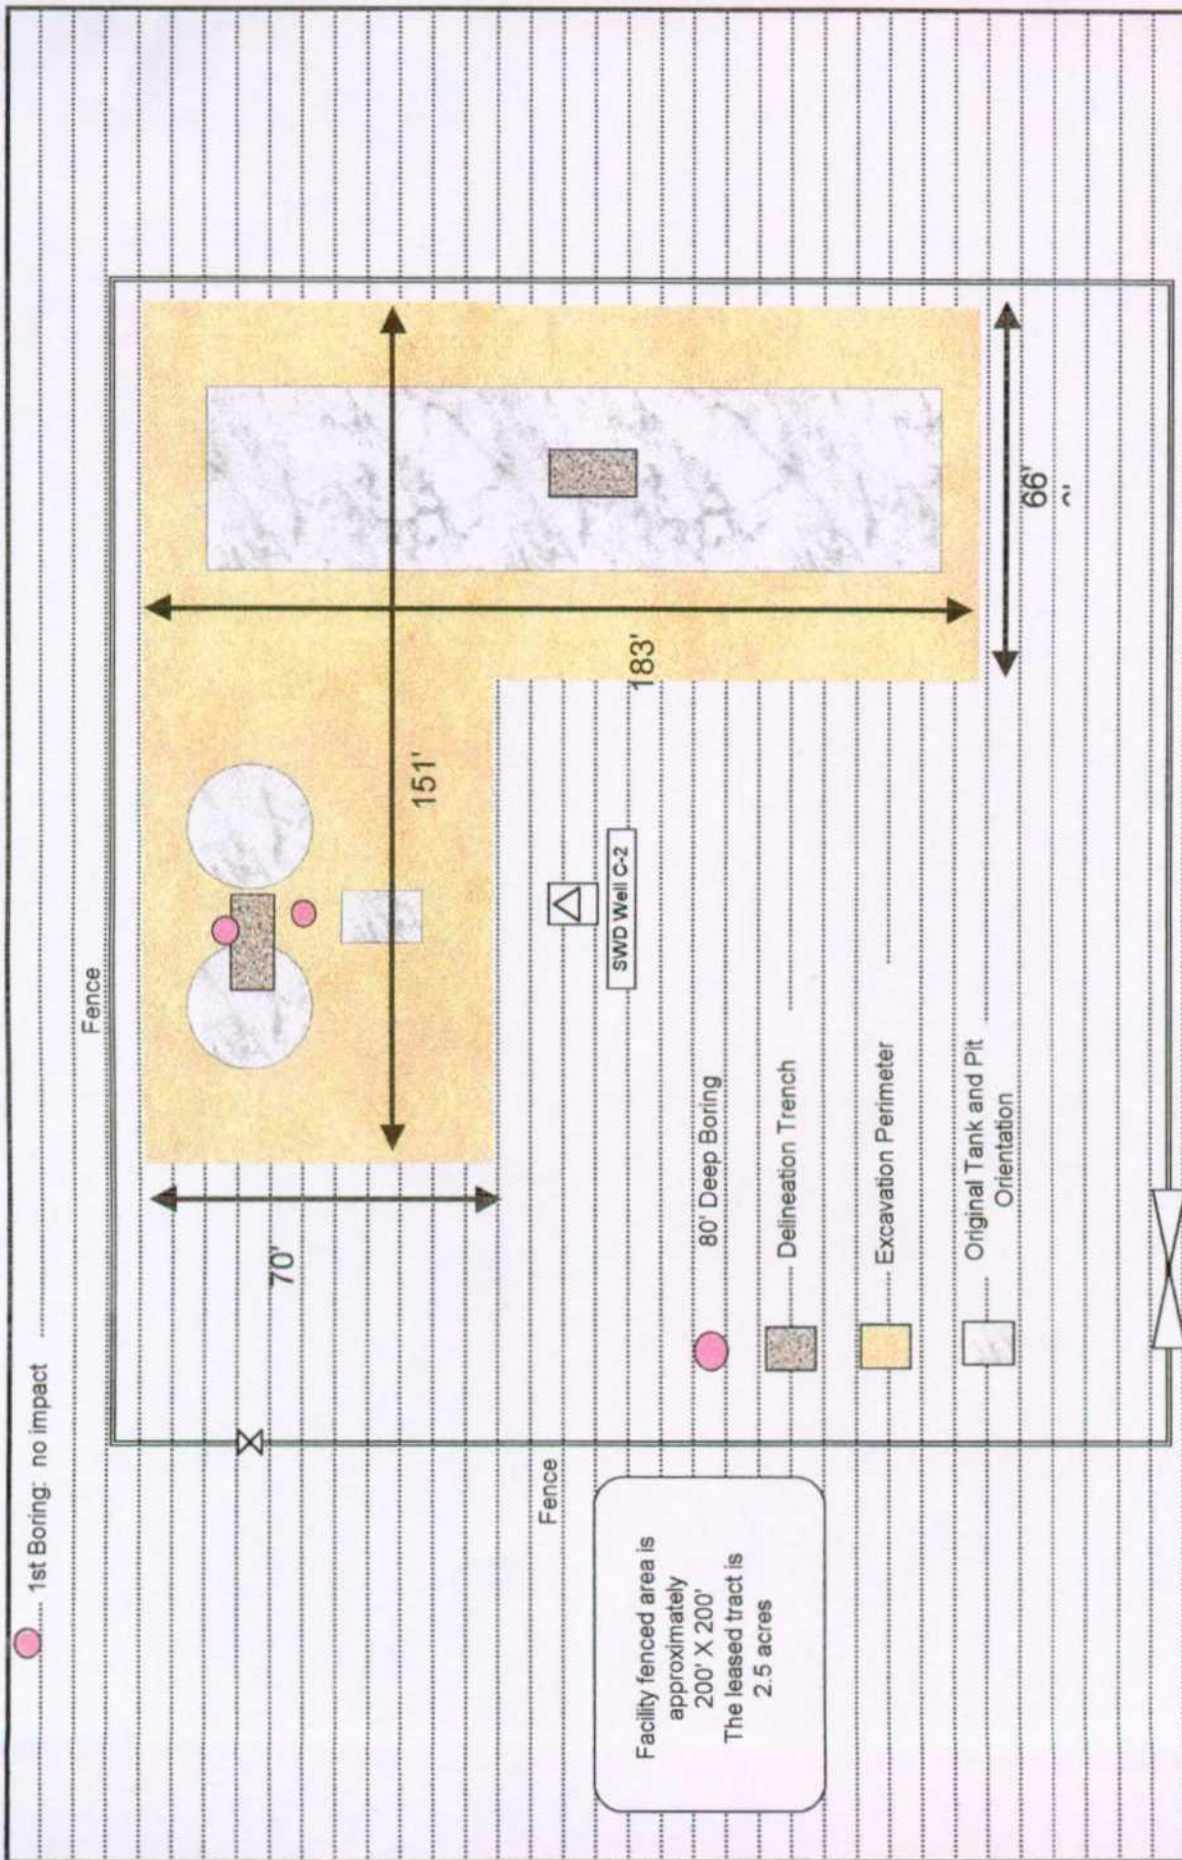 1st Boring: no impact
Fence
70'
151'
183'
66'
SWD Well C-2
Fence
Facility fenced area is
approximately
200' X 200'
The leased tract is
2.5 acres
80' Deep Boring
Delineation Trench
Excavation Perimeter
Original Tank and Pit
Orientation